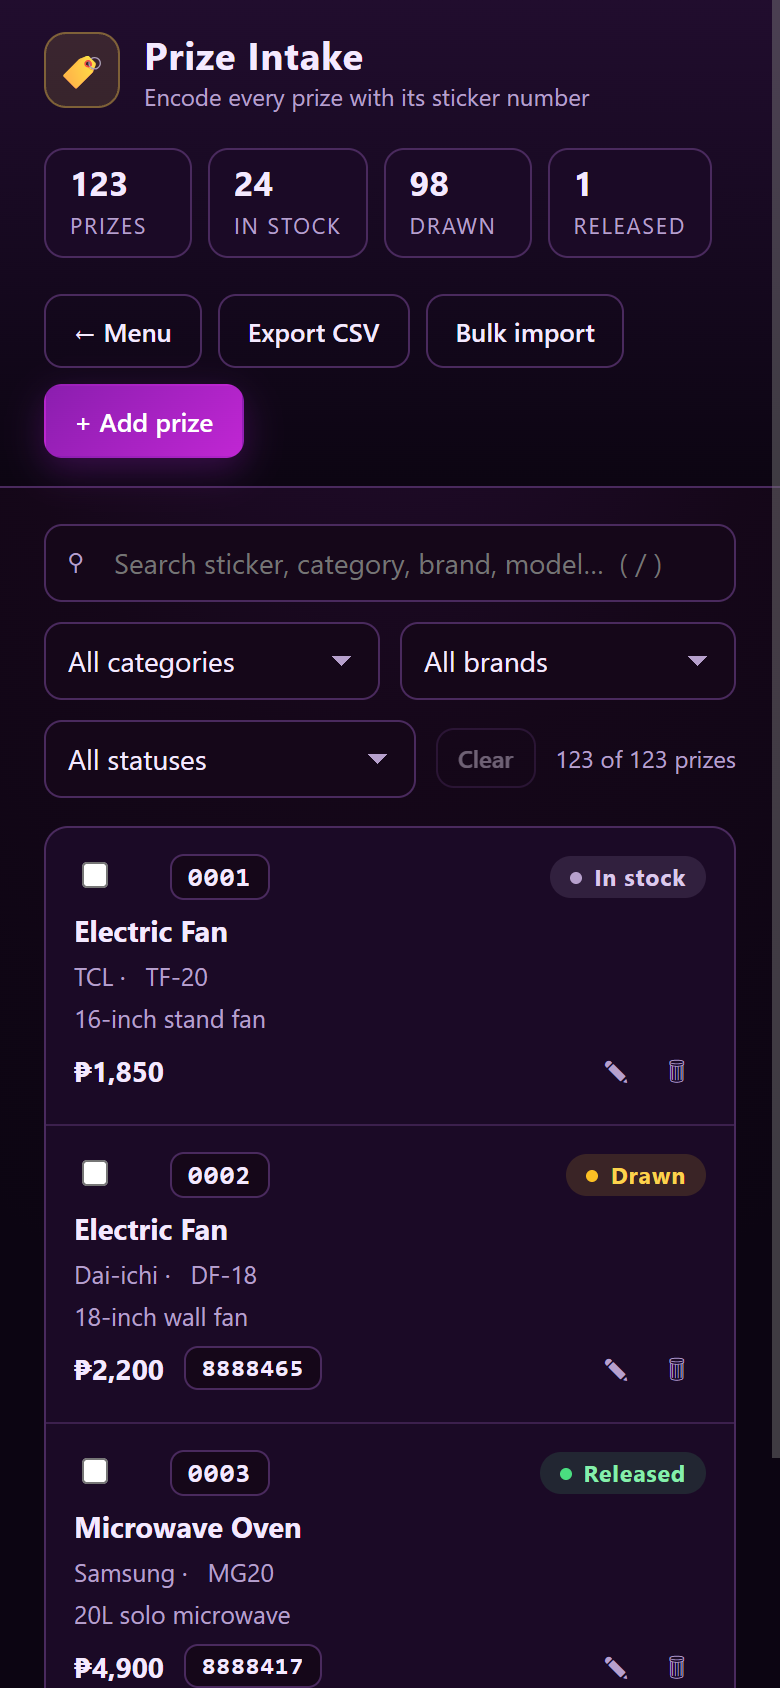 Prize Intake
Encode every prize with its sticker number
123
PRIZES
24
IN STOCK
98
DRAWN
1
RELEASED
← Menu
Export CSV
Bulk import
+ Add prize
Search sticker, category, brand, model… ( / )
All categories
All brands
All statuses
Clear
123 of 123 prizes
0001
In stock
Electric Fan
TCL · TF-20
16-inch stand fan
₱1,850
0002
Drawn
Electric Fan
Dai-ichi · DF-18
18-inch wall fan
₱2,200
8888465
0003
Released
Microwave Oven
Samsung · MG20
20L solo microwave
₱4,900
8888417